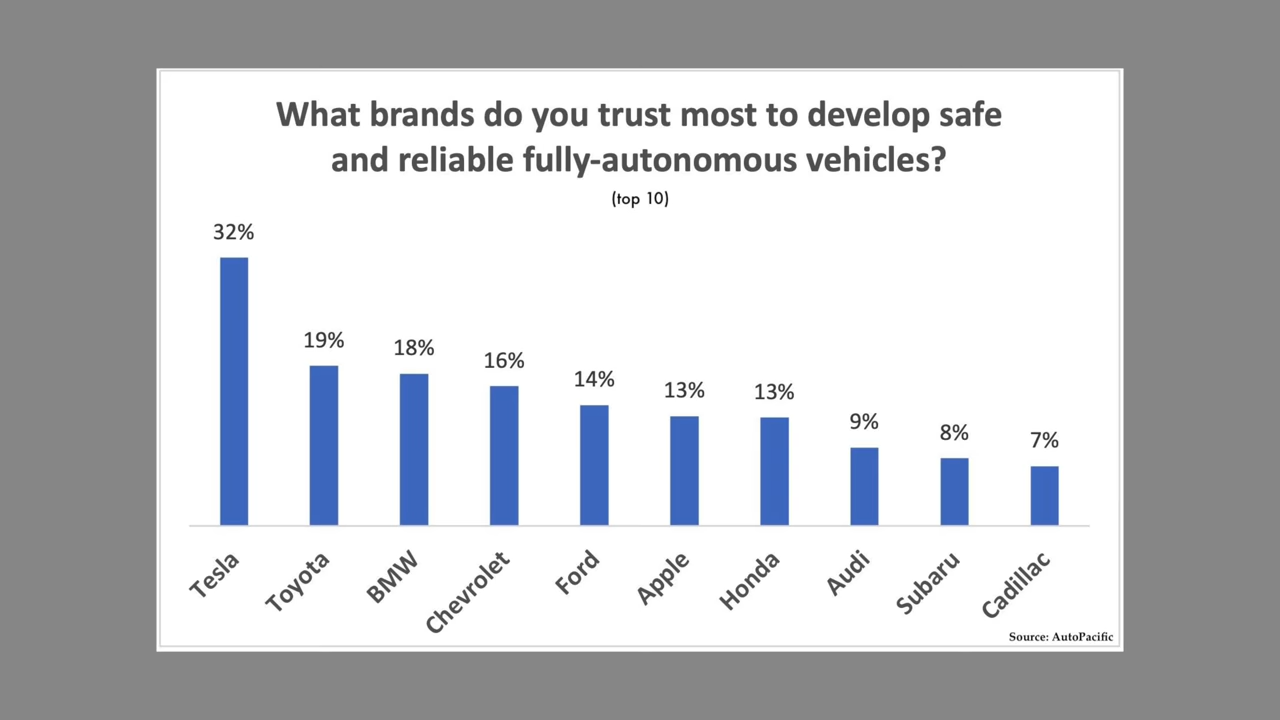 What brands do you trust most to develop safe
and reliable fully-autonomous vehicles?
(top 10)
32%
19%
18%
16%
14%
13%
13%
9%
8%
7%
Tesla
Toyota
BMW
Chevrolet
Ford
Apple
Honda
Audi
Subaru
Cadillac
Source: AutoPacific